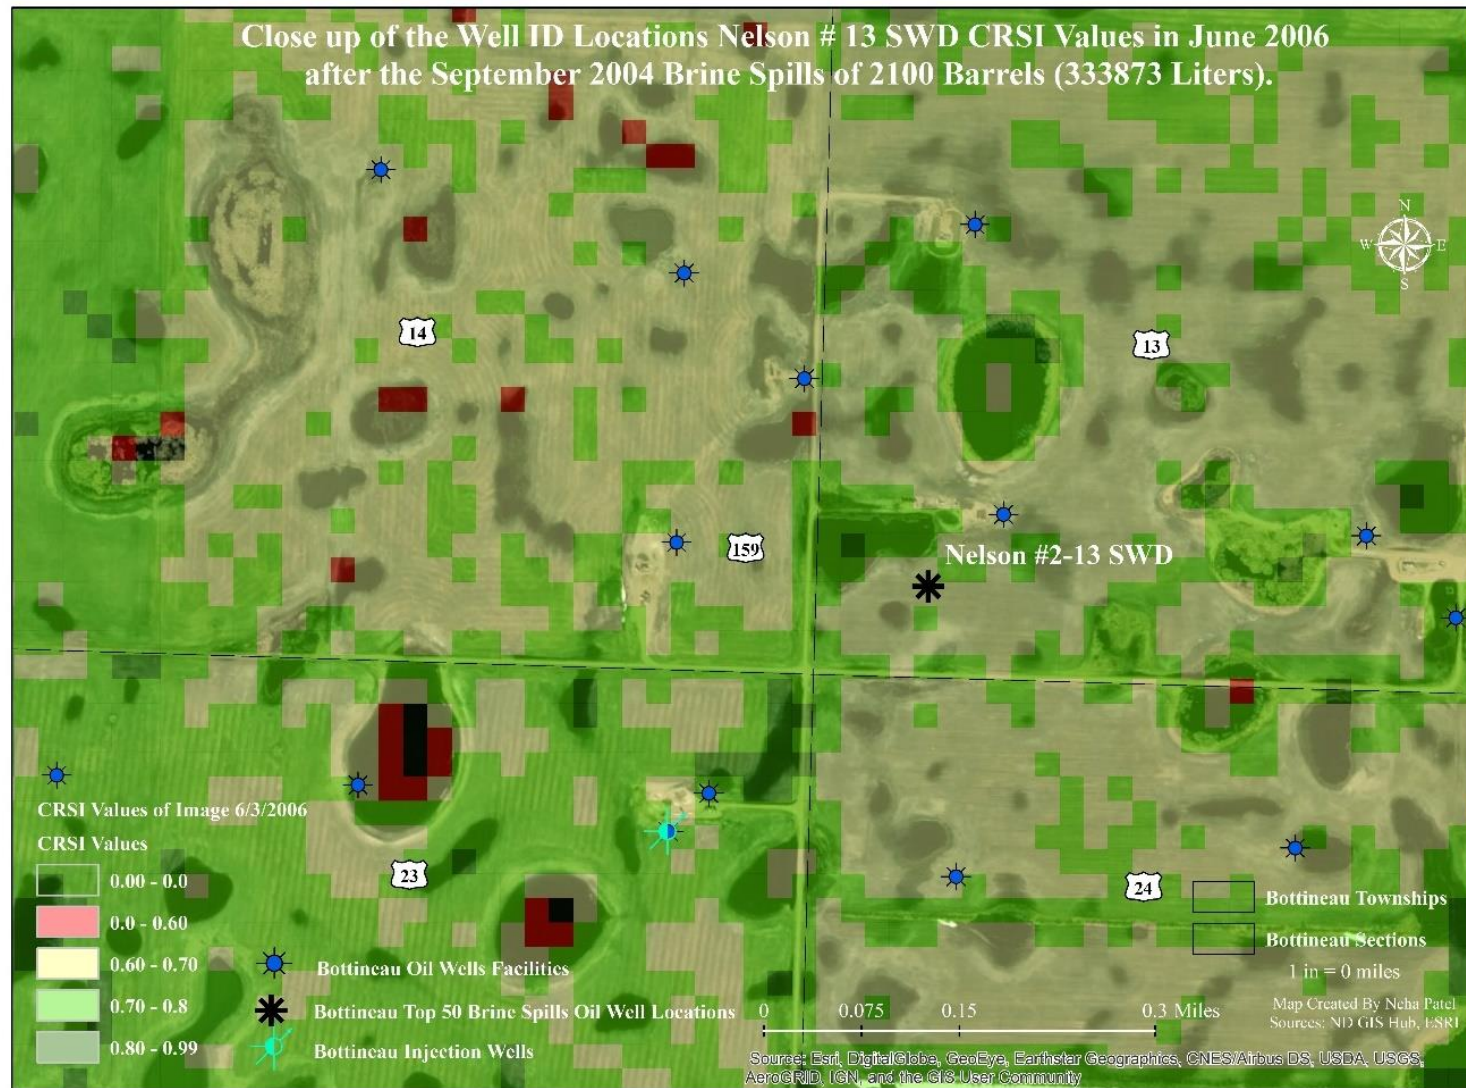 Close up of the Well ID Locations Nelson # 13 SWD CRSI Values in June 2006
after the September 2004 Brine Spills of 2100 Barrels (333873 Liters).
N
W E
S
14
13
159
Nelson #2-13 SWD
23
24
CRSI Values of Image 6/3/2006
CRSI Values
0.00 - 0.0
0.0 - 0.60
0.60 - 0.70
0.70 - 0.8
0.80 - 0.99
Bottineau Oil Wells Facilities
Bottineau Top 50 Brine Spills Oil Well Locations
Bottineau Injection Wells
Bottineau Townships
Bottineau Sections
1 in = 0 miles
0 0.075 0.15 0.3 Miles
Map Created By Neha Patel
Sources: ND GIS Hub, ESRI
Source: Esri, DigitalGlobe, GeoEye, Earthstar Geographics, CNES/Airbus DS, USDA, USGS,
AeroGRID, IGN, and the GIS User Community